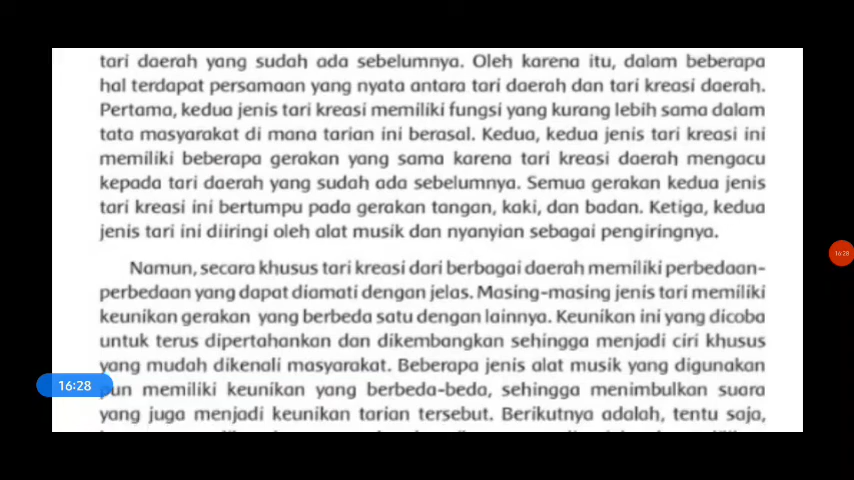 tari daerah yang sudah ada sebelumnya. Oleh karena itu, dalam beberapa
hal terdapat persamaan yang nyata antara tari daerah dan tari kreasi daerah.
Pertama, kedua jenis tari kreasi memiliki fungsi yang kurang lebih sama dalam
tata masyarakat di mana tarian ini berasal. Kedua, kedua jenis tari kreasi ini
memiliki beberapa gerakan yang sama karena tari kreasi daerah mengacu
kepada tari daerah yang sudah ada sebelumnya. Semua gerakan kedua jenis
tari kreasi ini bertumpu pada gerakan tangan, kaki, dan badan. Ketiga, kedua
jenis tari ini diiringi oleh alat musik dan nyanyian sebagai pengiringnya.
16:28
Namun, secara khusus tari kreasi dari berbagai daerah memiliki perbedaan-
perbedaan yang dapat diamati dengan jelas. Masing-masing jenis tari memiliki
keunikan gerakan yang berbeda satu dengan lainnya. Keunikan ini yang dicoba
untuk terus dipertahankan dan dikembangkan sehingga menjadi ciri khusus
yang mudah dikenali masyarakat. Beberapa jenis alat musik yang digunakan
16:28
pun memiliki keunikan yang berbeda-beda, sehingga menimbulkan suara
yang juga menjadi keunikan tarian tersebut. Berikutnya adalah, tentu saja,